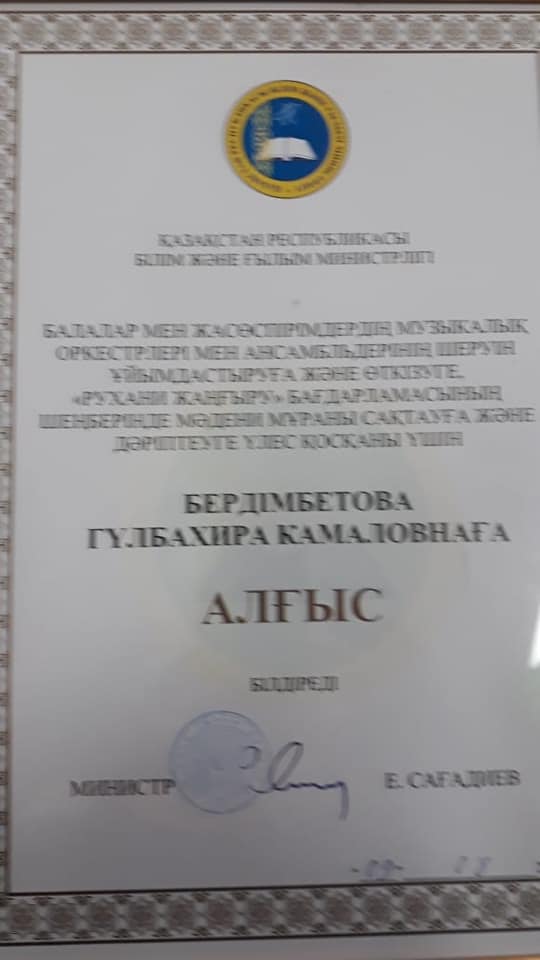 ҚАЗАҚСТАН РЕСПУБЛИКАСЫ
БІЛІМ ЖӘНЕ ҒЫЛЫМ МИНИСТРЛІГІ
БАЛАЛАР МЕН ЖАСӨСПІРІМДЕРДІҢ МУЗЫКАЛЫҚ
ОРКЕСТРЛЕРІ МЕН АНСАМБЛЬДЕРІНІҢ ШЕРУІН
ҰЙЫМДАСТЫРУҒА ЖӘНЕ ӨТКІЗУГЕ,
«РУХАНИ ЖАҢҒЫРУ» БАҒДАРЛАМАСЫНЫҢ
ШЕҢБЕРІНДЕ МӘДЕНИ МҰРАНЫ САҚТАУҒА ЖӘНЕ
ДӘРІПТЕУГЕ ҮЛЕС ҚОСҚАНЫ ҮШІН
БЕРДІМБЕТОВА
ГҮЛБАХИРА КАМАЛОВНАҒА
АЛҒЫС
БІЛДІРЕДІ
МИНИСТР Е. САҒАДИЕВ